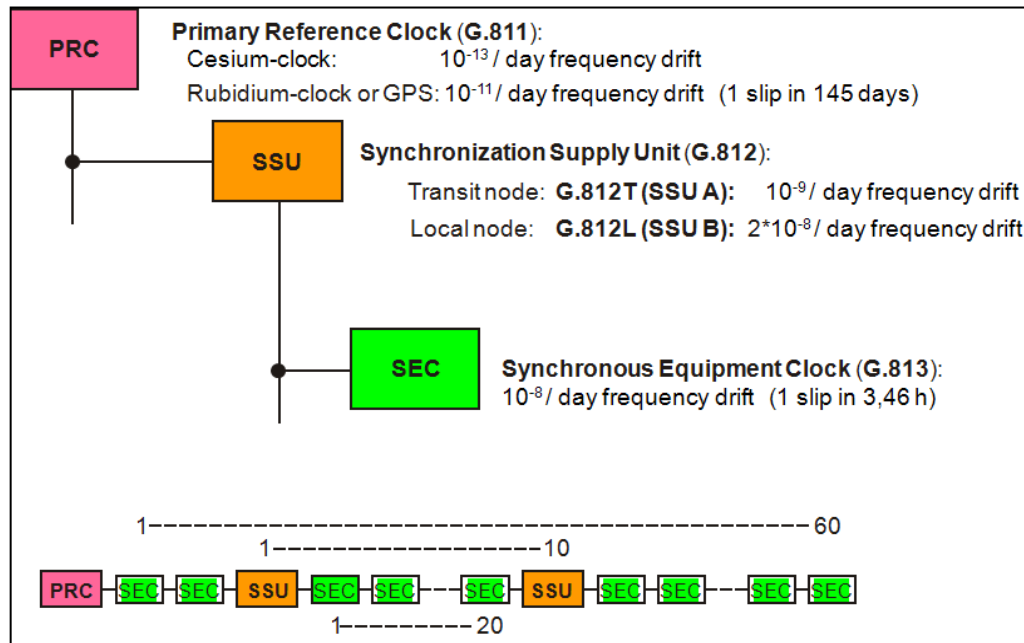 PRC
Primary Reference Clock (G.811):
Cesium-clock: 10⁻¹³/ day frequency drift
Rubidium-clock or GPS: 10⁻¹¹/ day frequency drift (1 slip in 145 days)
SSU
Synchronization Supply Unit (G.812):
Transit node: G.812T (SSU A): 10⁻⁹/ day frequency drift
Local node: G.812L (SSU B): 2*10⁻⁸/ day frequency drift
SEC
Synchronous Equipment Clock (G.813):
10⁻⁸/ day frequency drift (1 slip in 3,46 h)
1 60
1 10
PRC SEC SEC SSU SEC SEC SEC SSU SEC SEC SEC SEC
1 20